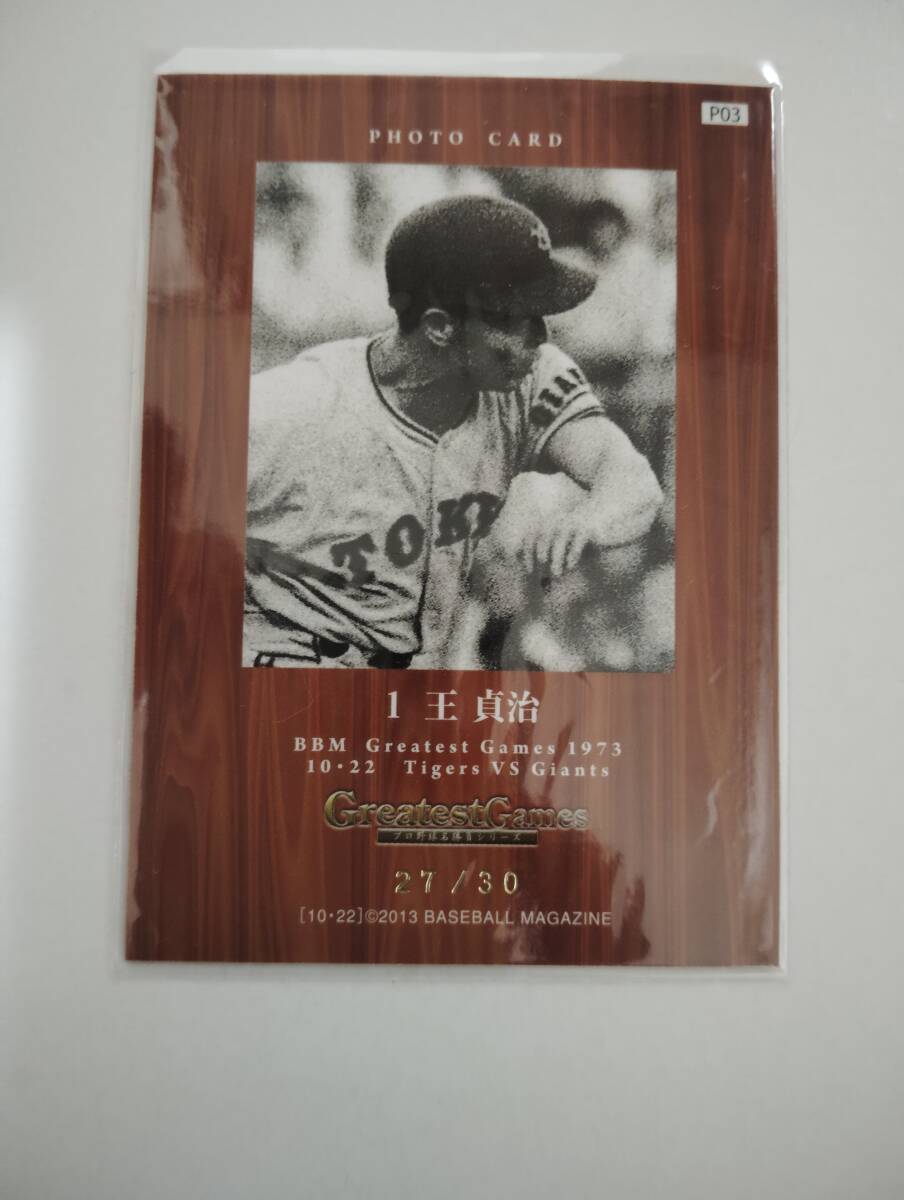 P03
PHOTO CARD
TOKY
1 王 貞治
BBM Greatest Games 1973
10・22 Tigers VS Giants
GreatestGames
プロ野球名勝負シリーズ
27/30
[10・22]©2013 BASEBALL MAGAZINE